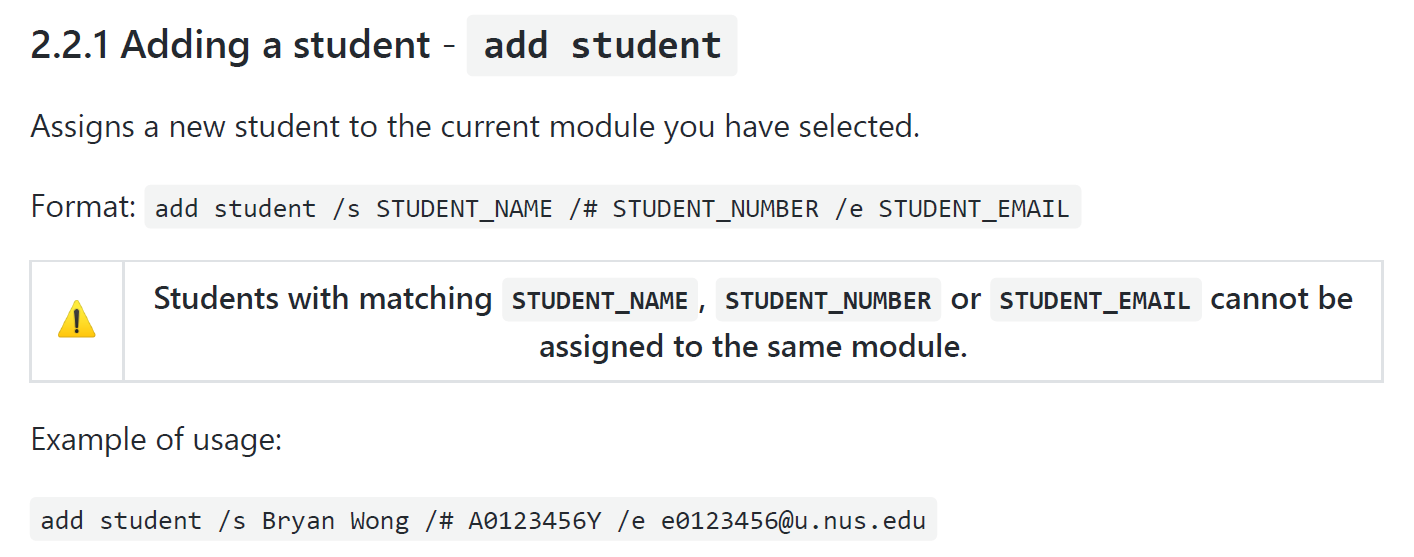 2.2.1 Adding a student - add student
Assigns a new student to the current module you have selected.
Format: add student /s STUDENT_NAME /# STUDENT_NUMBER /e STUDENT_EMAIL
Students with matching STUDENT_NAME, STUDENT_NUMBER or STUDENT_EMAIL cannot be
assigned to the same module.
Example of usage:
add student /s Bryan Wong /# A0123456Y /e e0123456@u.nus.edu